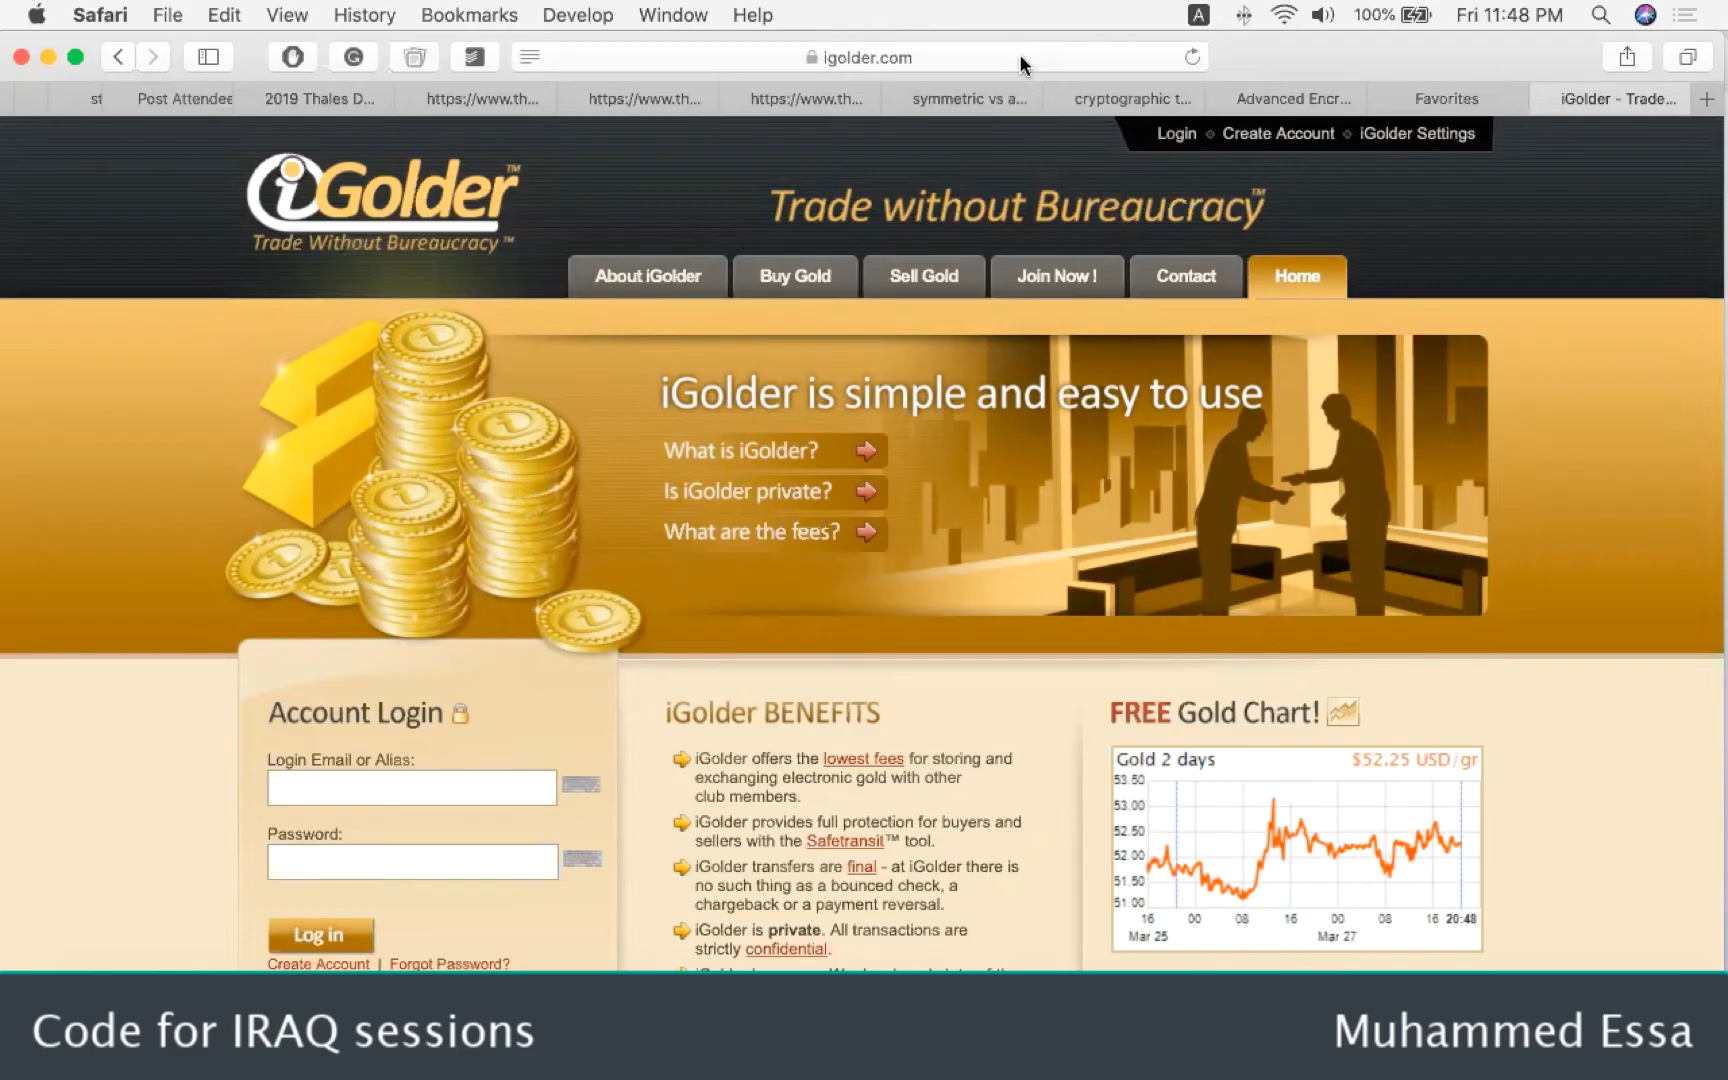 Safari File Edit View History Bookmarks Develop Window Help A 100% Fri 11:48 PM
igolder.com
st Post Attendee 2019 Thales D... https://www.th... https://www.th... https://www.th... symmetric vs a... cryptographic t... Advanced Encr... Favorites iGolder - Trade... +
Login Create Account iGolder Settings
iGolder™
Trade Without Bureaucracy™
Trade without Bureaucracy™
About iGolder Buy Gold Sell Gold Join Now ! Contact Home
iGolder is simple and easy to use
What is iGolder?
Is iGolder private?
What are the fees?
Account Login
Login Email or Alias:
Password:
Log in
Create Account | Forgot Password?
iGolder BENEFITS
iGolder offers the lowest fees for storing and
exchanging electronic gold with other
club members.
iGolder provides full protection for buyers and
sellers with the Safetransit™ tool.
iGolder transfers are final - at iGolder there is
no such thing as a bounced check, a
chargeback or a payment reversal.
iGolder is private. All transactions are
strictly confidential.
FREE Gold Chart!
Gold 2 days $52.25 USD/gr
53.50
53.00
52.50
52.00
51.50
51.00
16 00 08 16 00 08 16 20:48
Mar 25 Mar 27
Code for IRAQ sessions
Muhammed Essa